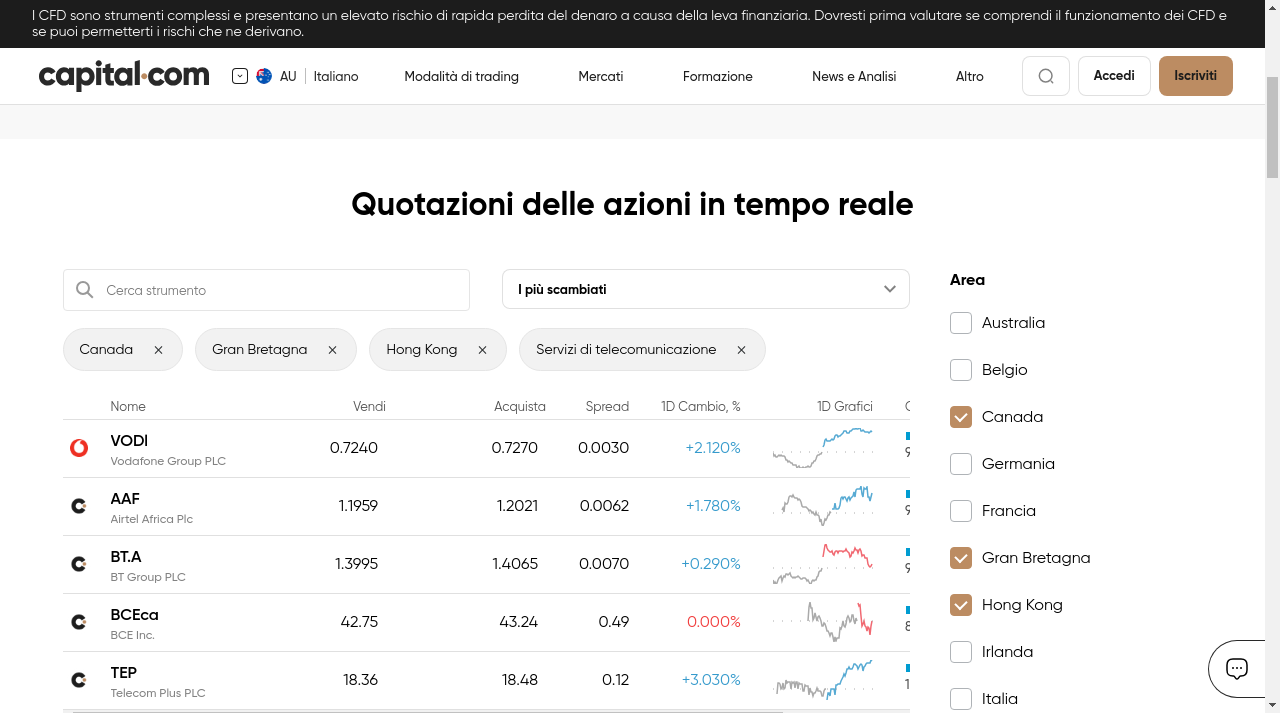 I CFD sono strumenti complessi e presentano un elevato rischio di rapida perdita del denaro a causa della leva finanziaria. Dovresti prima valutare se comprendi il funzionamento dei CFD e
se puoi permetterti i rischi che ne derivano.
capital.com AU Italiano Modalità di trading Mercati Formazione News e Analisi Altro Accedi Iscriviti
Quotazioni delle azioni in tempo reale
Cerca strumento
I più scambiati
Canada Gran Bretagna Hong Kong Servizi di telecomunicazione
Nome Vendi Acquista Spread 1D Cambio, % 1D Grafici
VODl 0.7240 0.7270 0.0030 +2.120%
Vodafone Group PLC
AAF 1.1959 1.2021 0.0062 +1.780%
Airtel Africa Plc
BT.A 1.3995 1.4065 0.0070 +0.290%
BT Group PLC
BCEca 42.75 43.24 0.49 0.000%
BCE Inc.
TEP 18.36 18.48 0.12 +3.030%
Telecom Plus PLC
Area
Australia
Belgio
Canada
Germania
Francia
Gran Bretagna
Hong Kong
Irlanda
Italia